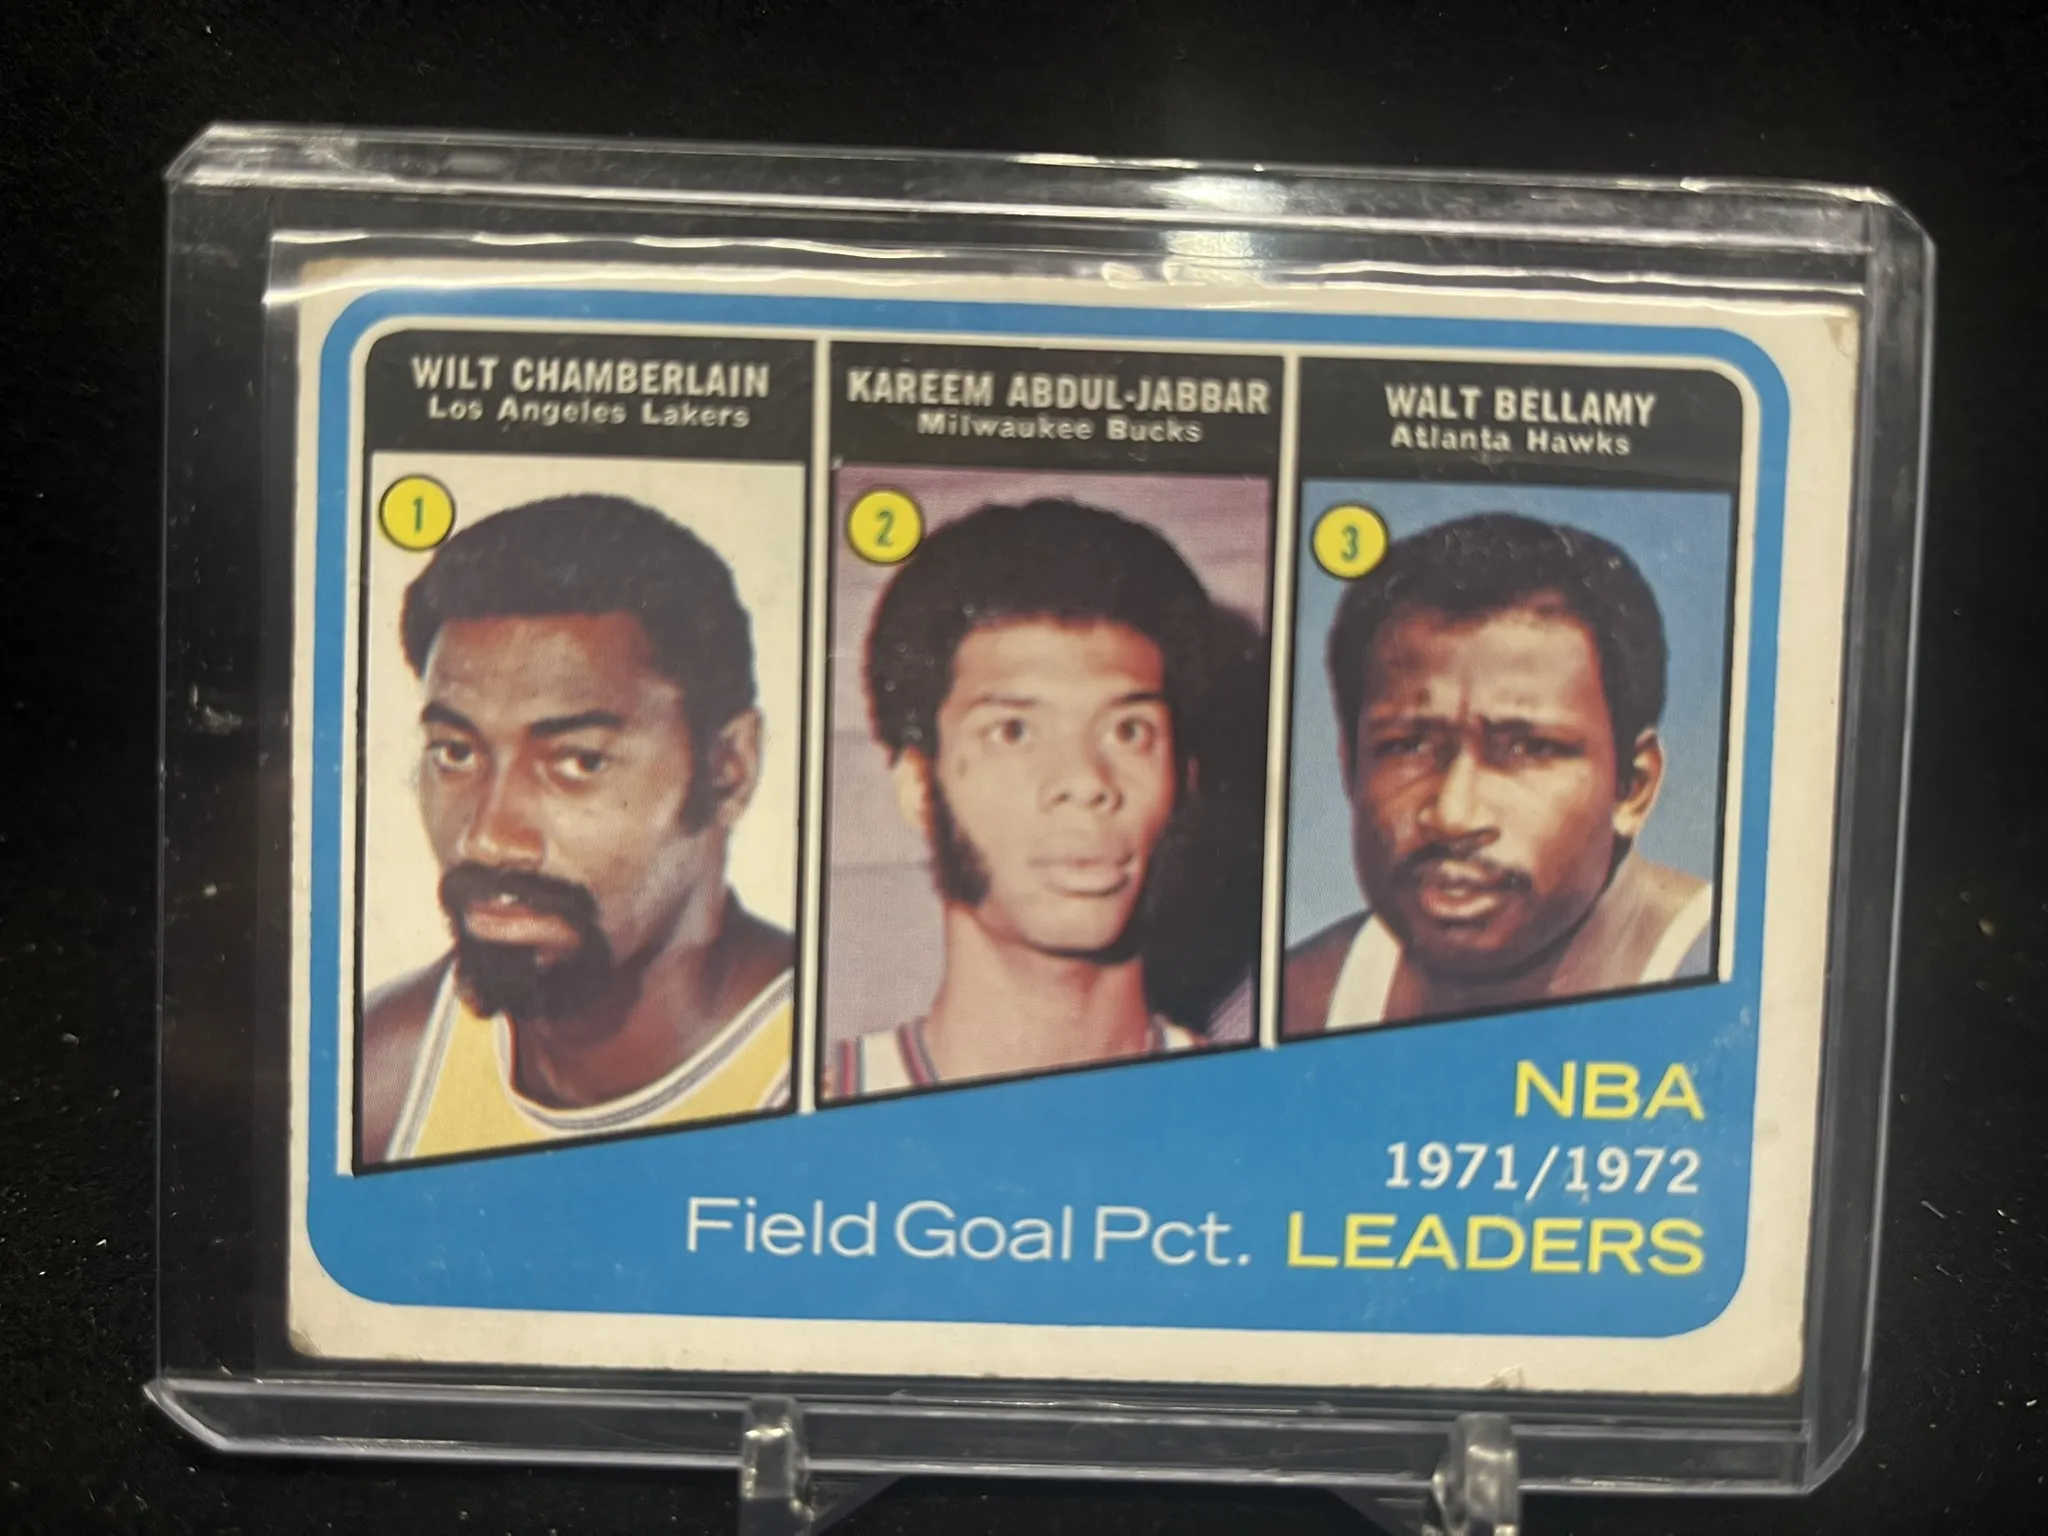 WILT CHAMBERLAIN
Los Angeles Lakers
1
KAREEM ABDUL-JABBAR
Milwaukee Bucks
2
WALT BELLAMY
Atlanta Hawks
3
NBA
1971/1972
Field Goal Pct. LEADERS